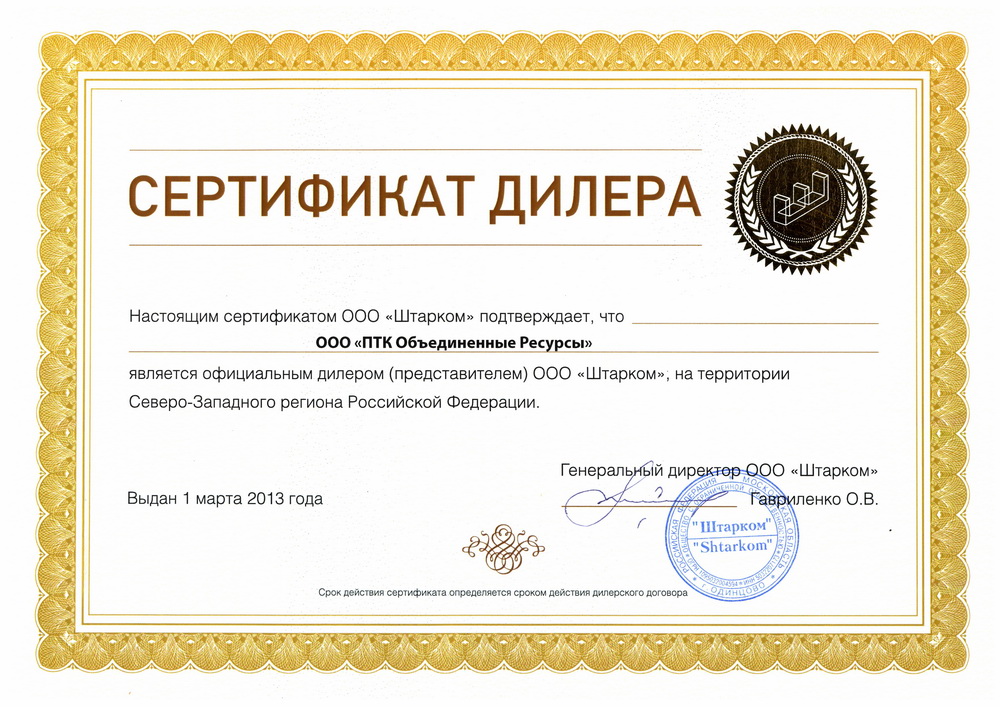 СЕРТИФИКАТ ДИЛЕРА
Настоящим сертификатом ООО «Штарком» подтверждает, что
ООО «ПТК Объединенные Ресурсы»
является официальным дилером (представителем) ООО «Штарком», на территории
Северо-Западного региона Российской Федерации.
Генеральный директор ООО «Штарком»
Выдан 1 марта 2013 года
Гавриленко О.В.
РОССИЙСКАЯ ФЕДЕРАЦИЯ МОСКОВСКАЯ ОБЛАСТЬ
"Штарком"
"Shtarkom"
г. ОДИНЦОВО
Срок действия сертификата определяется сроком действия дилерского договора